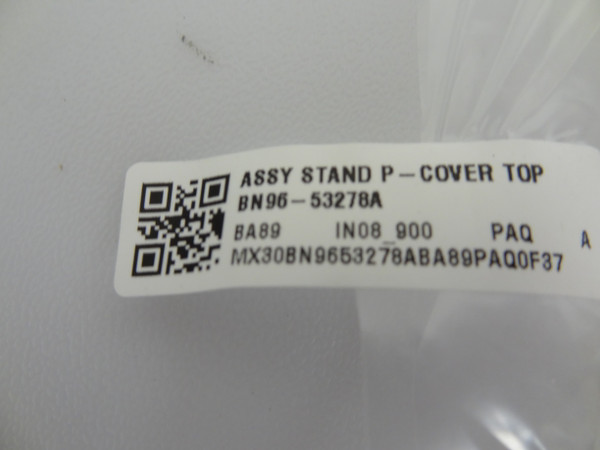 ASSY STAND P-COVER TOP
BN96-53278A
BA89 IN08_900 PAQ A
MX30BN9653278ABA89PAQ0F37